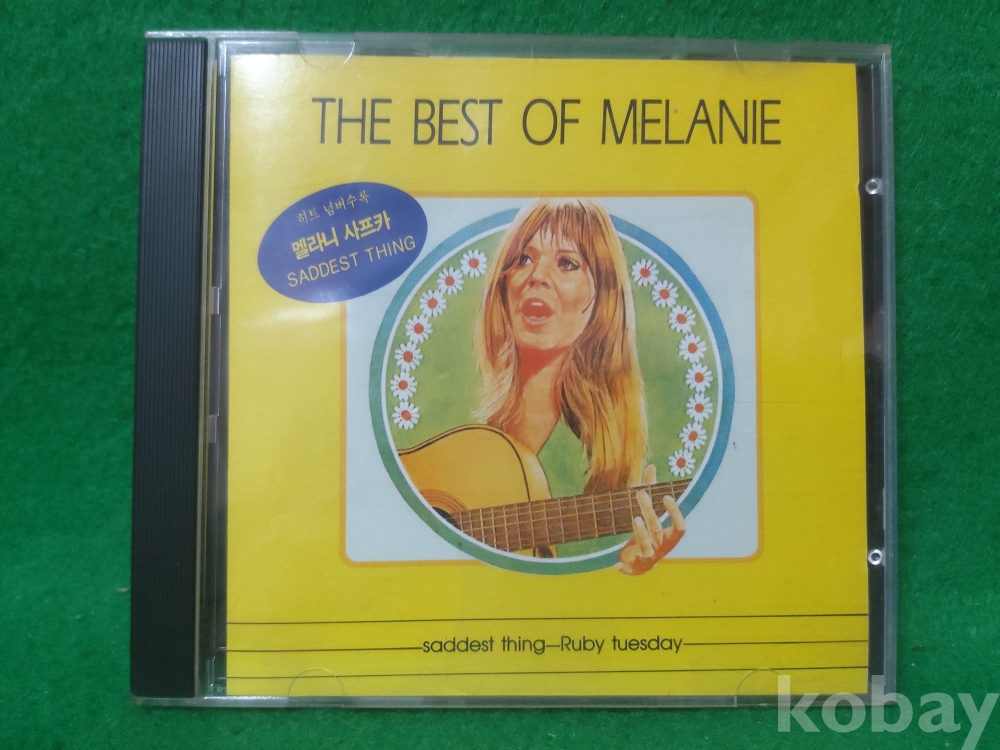 THE BEST OF MELANIE
히트 넘버수록
멜라니 사프카
SADDEST THING
saddest thing—Ruby tuesday
kobay